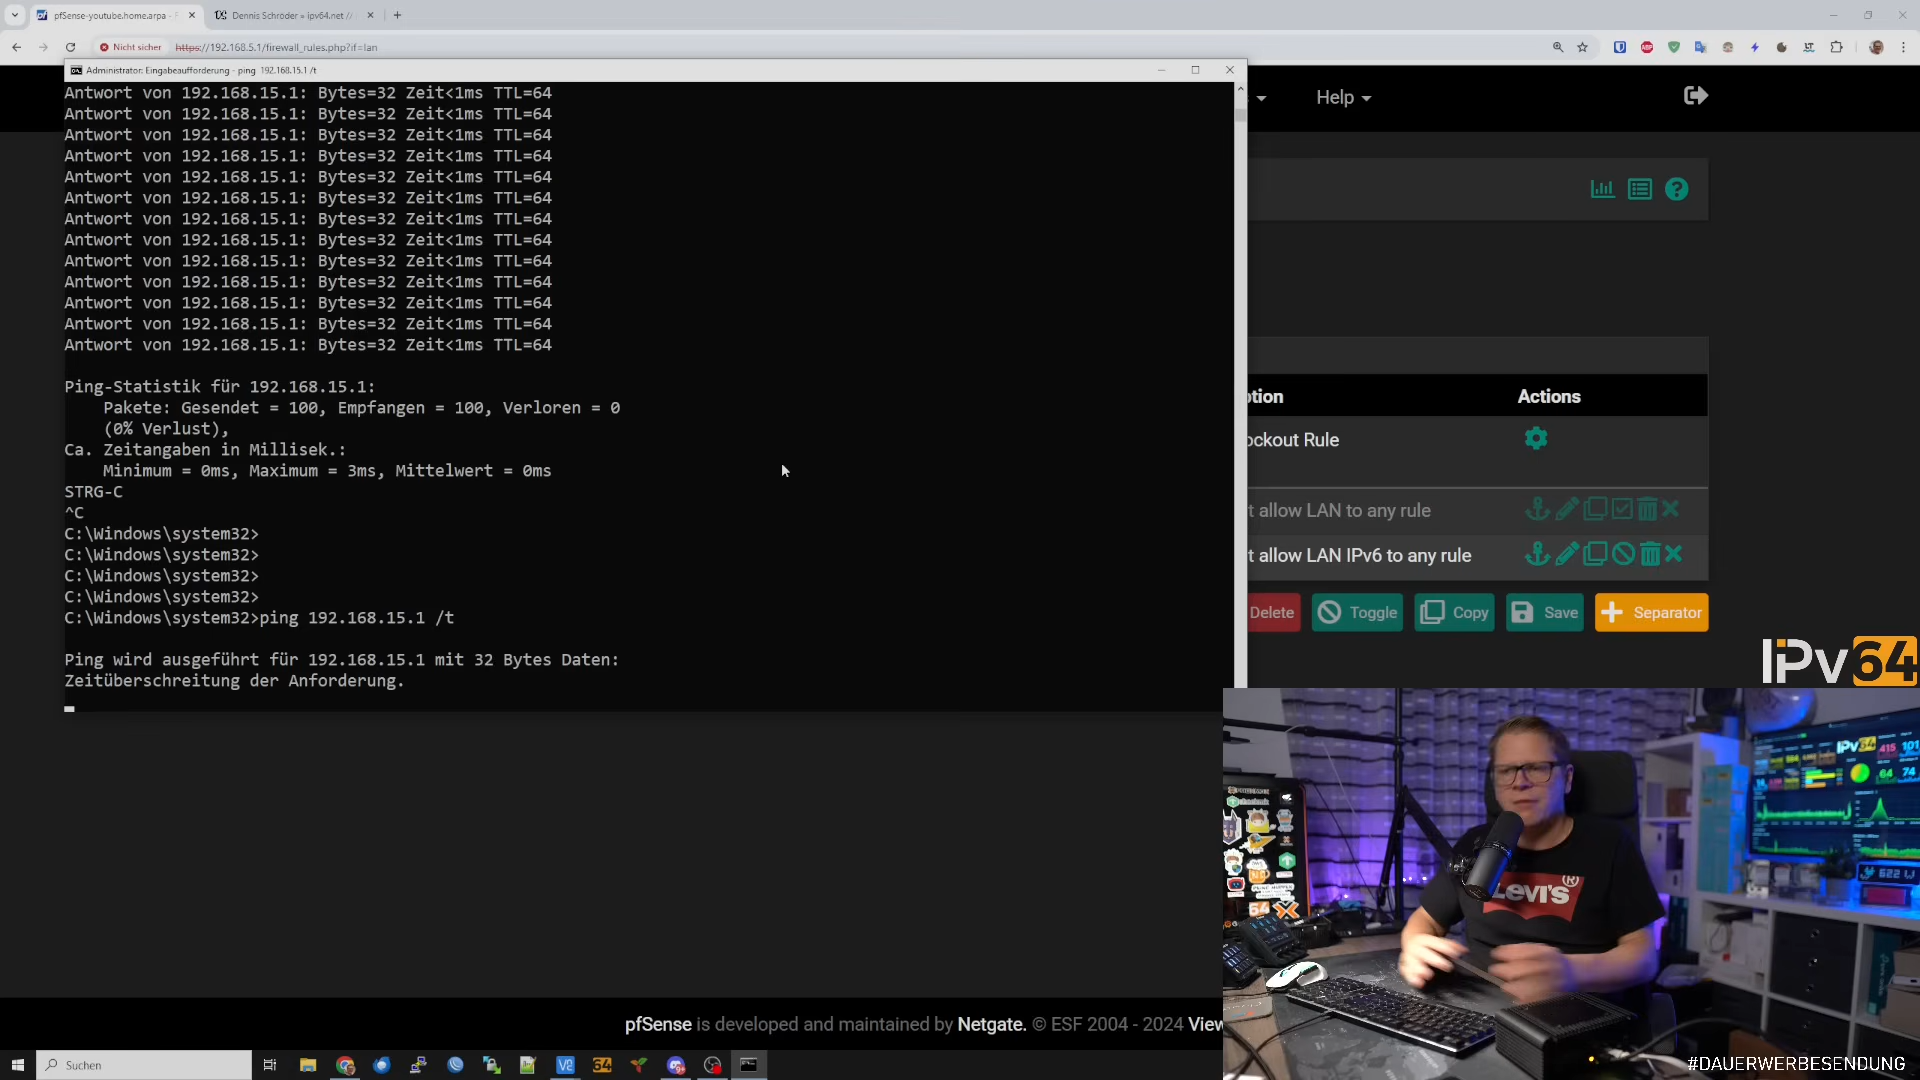 pfSense-youtube.home.arpa - F
Dennis Schröder » ipv64.net //
Nicht sicher
https://192.168.5.1/firewall_rules.php?if=lan
Administrator: Eingabeaufforderung - ping 192.168.15.1 /t
Antwort von 192.168.15.1: Bytes=32 Zeit<1ms TTL=64
Antwort von 192.168.15.1: Bytes=32 Zeit<1ms TTL=64
Antwort von 192.168.15.1: Bytes=32 Zeit<1ms TTL=64
Antwort von 192.168.15.1: Bytes=32 Zeit<1ms TTL=64
Antwort von 192.168.15.1: Bytes=32 Zeit<1ms TTL=64
Antwort von 192.168.15.1: Bytes=32 Zeit<1ms TTL=64
Antwort von 192.168.15.1: Bytes=32 Zeit<1ms TTL=64
Antwort von 192.168.15.1: Bytes=32 Zeit<1ms TTL=64
Antwort von 192.168.15.1: Bytes=32 Zeit<1ms TTL=64
Antwort von 192.168.15.1: Bytes=32 Zeit<1ms TTL=64
Antwort von 192.168.15.1: Bytes=32 Zeit<1ms TTL=64
Antwort von 192.168.15.1: Bytes=32 Zeit<1ms TTL=64
Antwort von 192.168.15.1: Bytes=32 Zeit<1ms TTL=64
Ping-Statistik für 192.168.15.1:
Pakete: Gesendet = 100, Empfangen = 100, Verloren = 0
(0% Verlust),
Ca. Zeitangaben in Millisek.:
Minimum = 0ms, Maximum = 3ms, Mittelwert = 0ms
STRG-C
^C
C:\Windows\system32>
C:\Windows\system32>
C:\Windows\system32>
C:\Windows\system32>
C:\Windows\system32>ping 192.168.15.1 /t
Ping wird ausgeführt für 192.168.15.1 mit 32 Bytes Daten:
Zeitüberschreitung der Anforderung.
Help
ption
Actions
ockout Rule
t allow LAN to any rule
t allow LAN IPv6 to any rule
Delete
Toggle
Copy
Save
Separator
IPv64
IPv64
415
101
64
74
622
LEVI'S
pfSense is developed and maintained by Netgate. © ESF 2004 - 2024 View
Suchen
#DAUERWERBESENDUNG